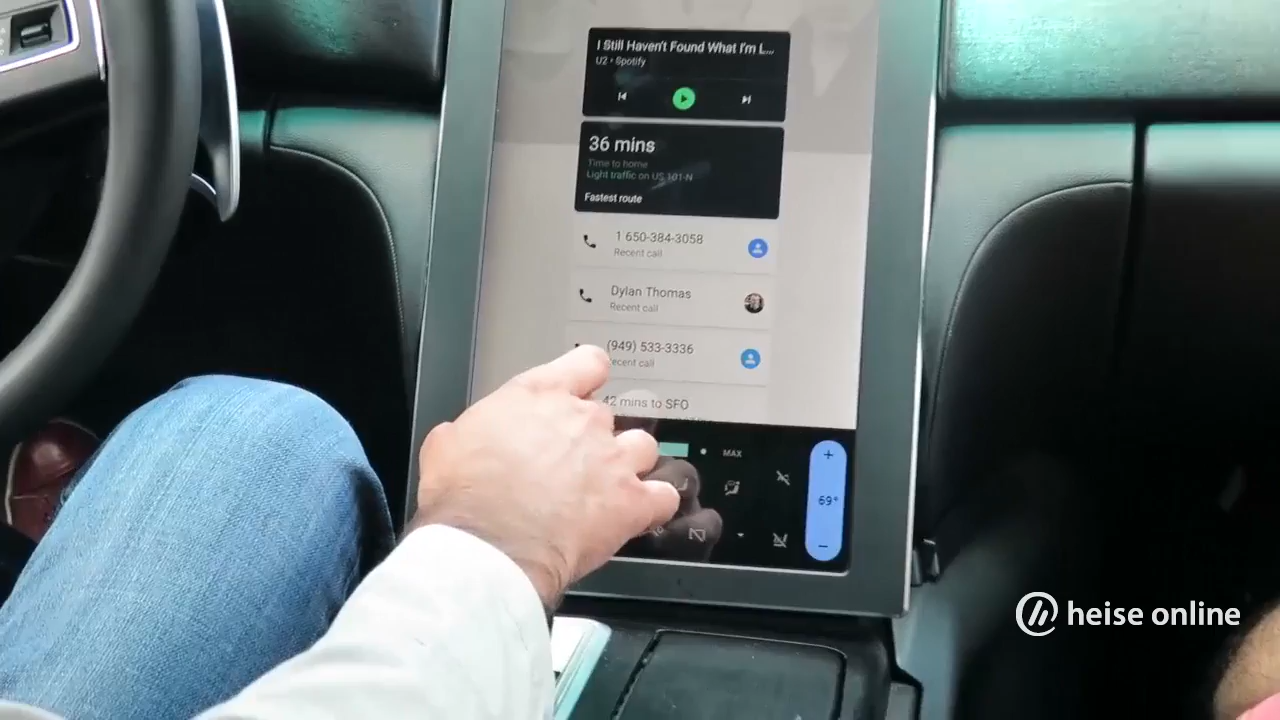 I Still Haven't Found What I'm L...
U2 • Spotify
36 mins
Time to home
Light traffic on US 101-N
Fastest route
1 650-384-3058
Recent call
Dylan Thomas
Recent call
(949) 533-3336
ecent call
42 mins to SFO
MAX
+
69°
−
heise online